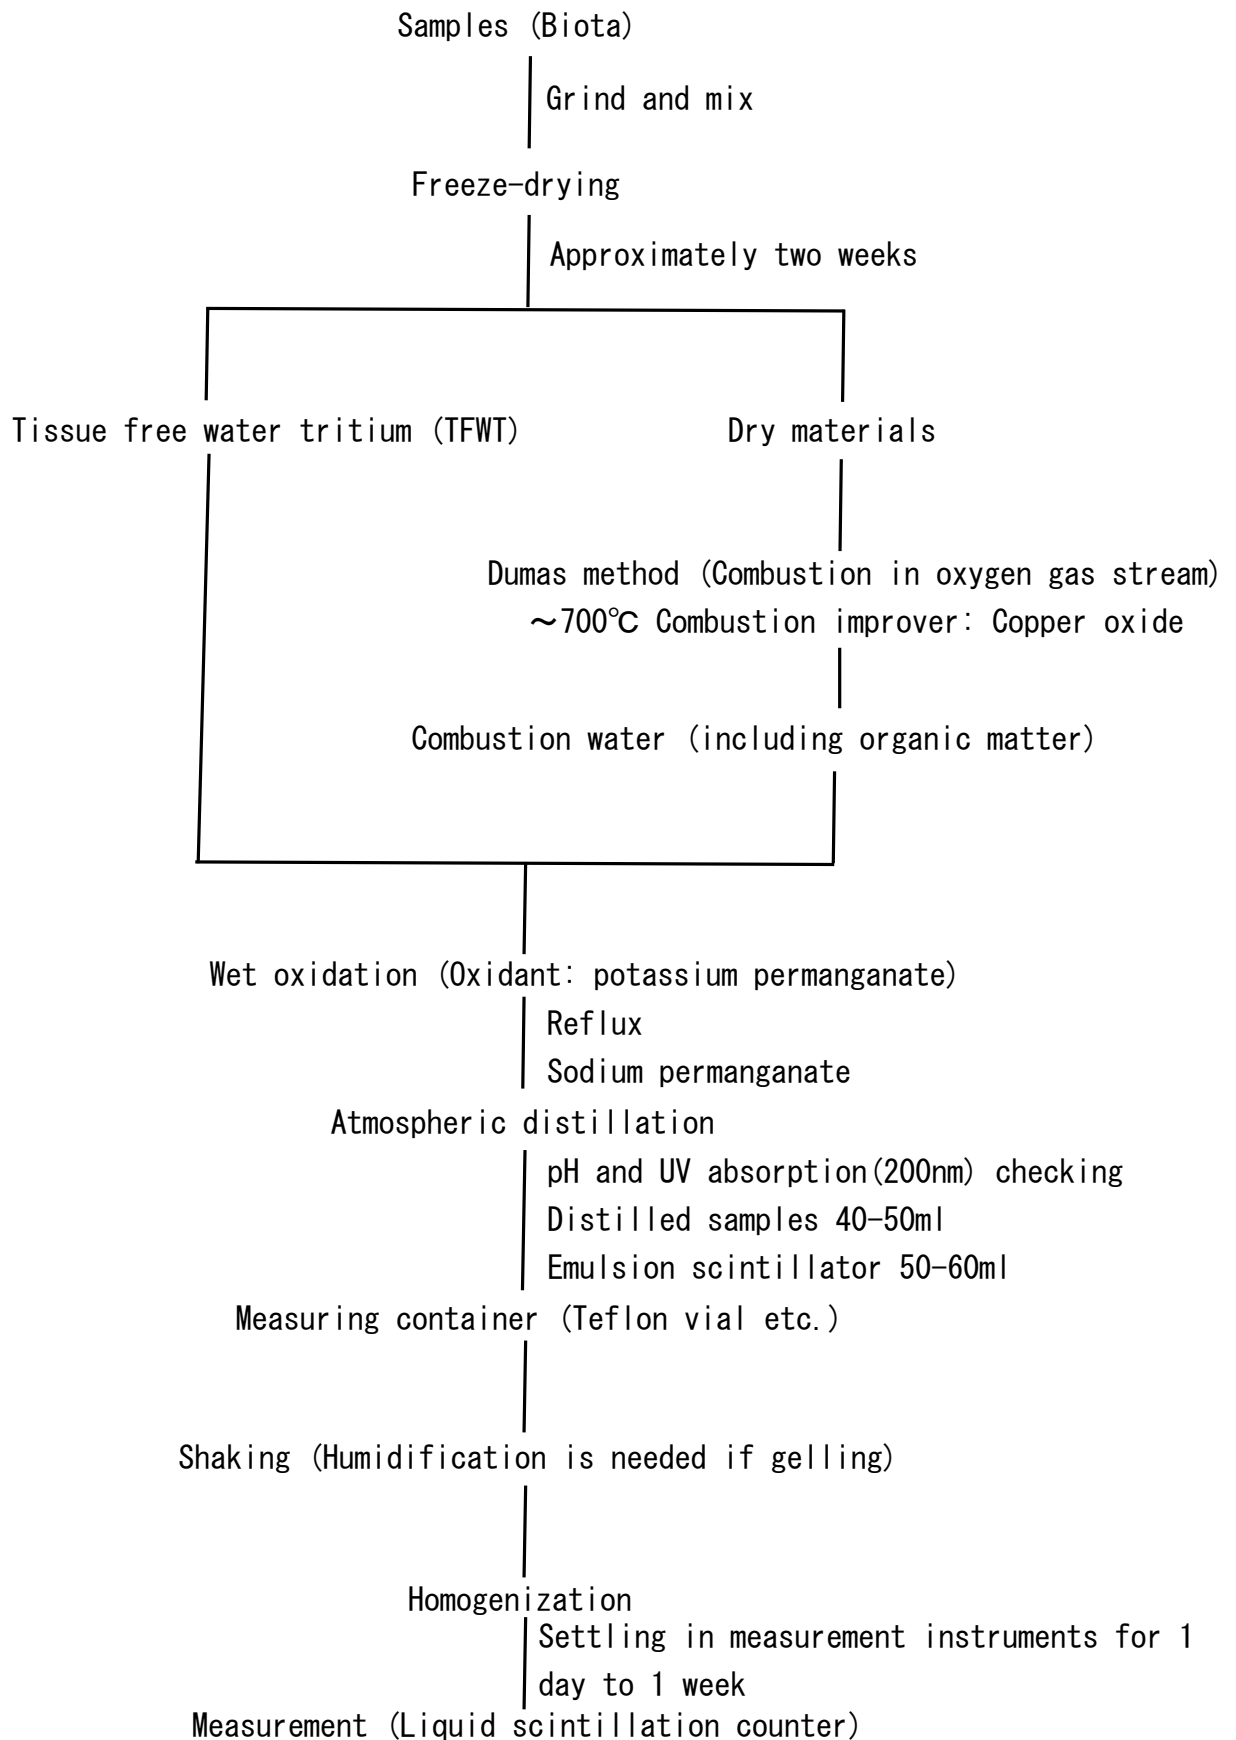 Samples (Biota)
Grind and mix
Freeze-drying
Approximately two weeks
Tissue free water tritium (TFWT)
Dry materials
Dumas method (Combustion in oxygen gas stream)
～700℃ Combustion improver: Copper oxide
Combustion water (including organic matter)
Wet oxidation (Oxidant: potassium permanganate)
Reflux
Sodium permanganate
Atmospheric distillation
pH and UV absorption(200nm) checking
Distilled samples 40-50ml
Emulsion scintillator 50-60ml
Measuring container (Teflon vial etc.)
Shaking (Humidification is needed if gelling)
Homogenization
Settling in measurement instruments for 1
day to 1 week
Measurement (Liquid scintillation counter)